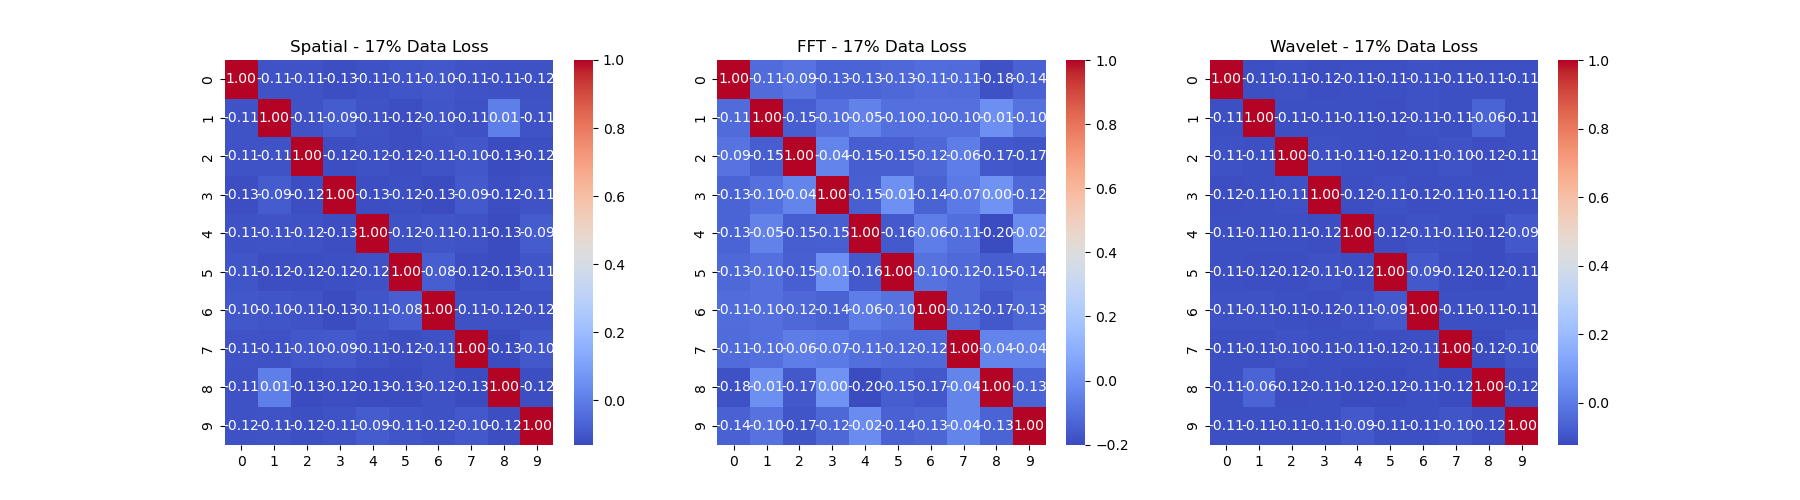 Spatial - 17% Data Loss
0 1.00 -0.11 -0.11 -0.13 -0.11 -0.11 -0.10 -0.11 -0.11 -0.12
1 -0.11 1.00 -0.11 -0.09 -0.11 -0.12 -0.10 -0.11 0.01 -0.11
2 -0.11 -0.11 1.00 -0.12 -0.12 -0.12 -0.11 -0.10 -0.13 -0.12
3 -0.13 -0.09 -0.12 1.00 -0.13 -0.12 -0.13 -0.09 -0.12 -0.11
4 -0.11 -0.11 -0.12 -0.13 1.00 -0.12 -0.11 -0.11 -0.13 -0.09
5 -0.11 -0.12 -0.12 -0.12 -0.12 1.00 -0.08 -0.12 -0.13 -0.11
6 -0.10 -0.10 -0.11 -0.13 -0.11 -0.08 1.00 -0.11 -0.12 -0.12
7 -0.11 -0.11 -0.10 -0.09 -0.11 -0.12 -0.11 1.00 -0.13 -0.10
8 -0.11 0.01 -0.13 -0.12 -0.13 -0.13 -0.12 -0.13 1.00 -0.12
9 -0.12 -0.11 -0.12 -0.11 -0.09 -0.11 -0.12 -0.10 -0.12 1.00
0 1 2 3 4 5 6 7 8 9
1.0
0.8
0.6
0.4
0.2
0.0
FFT - 17% Data Loss
0 1.00 -0.11 -0.09 -0.13 -0.13 -0.13 -0.11 -0.11 -0.18 -0.14
1 -0.11 1.00 -0.15 -0.10 -0.05 -0.10 -0.10 -0.10 -0.01 -0.10
2 -0.09 -0.15 1.00 -0.04 -0.15 -0.15 -0.12 -0.06 -0.17 -0.17
3 -0.13 -0.10 -0.04 1.00 -0.15 -0.01 -0.14 -0.07 0.00 -0.12
4 -0.13 -0.05 -0.15 -0.15 1.00 -0.16 -0.06 -0.11 -0.20 -0.02
5 -0.13 -0.10 -0.15 -0.01 -0.16 1.00 -0.10 -0.12 -0.15 -0.14
6 -0.11 -0.10 -0.12 -0.14 -0.06 -0.10 1.00 -0.12 -0.17 -0.13
7 -0.11 -0.10 -0.06 -0.07 -0.11 -0.12 -0.12 1.00 -0.04 -0.04
8 -0.18 -0.01 -0.17 0.00 -0.20 -0.15 -0.17 -0.04 1.00 -0.13
9 -0.14 -0.10 -0.17 -0.12 -0.02 -0.14 -0.13 -0.04 -0.13 1.00
0 1 2 3 4 5 6 7 8 9
1.0
0.8
0.6
0.4
0.2
0.0
−0.2
Wavelet - 17% Data Loss
0 1.00 -0.11 -0.11 -0.12 -0.11 -0.11 -0.11 -0.11 -0.11 -0.11
1 -0.11 1.00 -0.11 -0.11 -0.11 -0.12 -0.11 -0.11 -0.06 -0.11
2 -0.11 -0.11 1.00 -0.11 -0.11 -0.12 -0.11 -0.10 -0.12 -0.11
3 -0.12 -0.11 -0.11 1.00 -0.12 -0.11 -0.12 -0.11 -0.11 -0.11
4 -0.11 -0.11 -0.11 -0.12 1.00 -0.12 -0.11 -0.11 -0.12 -0.09
5 -0.11 -0.12 -0.12 -0.11 -0.12 1.00 -0.09 -0.12 -0.12 -0.11
6 -0.11 -0.11 -0.11 -0.12 -0.11 -0.09 1.00 -0.11 -0.11 -0.11
7 -0.11 -0.11 -0.10 -0.11 -0.11 -0.12 -0.11 1.00 -0.12 -0.10
8 -0.11 -0.06 -0.12 -0.11 -0.12 -0.12 -0.11 -0.12 1.00 -0.12
9 -0.11 -0.11 -0.11 -0.11 -0.09 -0.11 -0.11 -0.10 -0.12 1.00
0 1 2 3 4 5 6 7 8 9
1.0
0.8
0.6
0.4
0.2
0.0